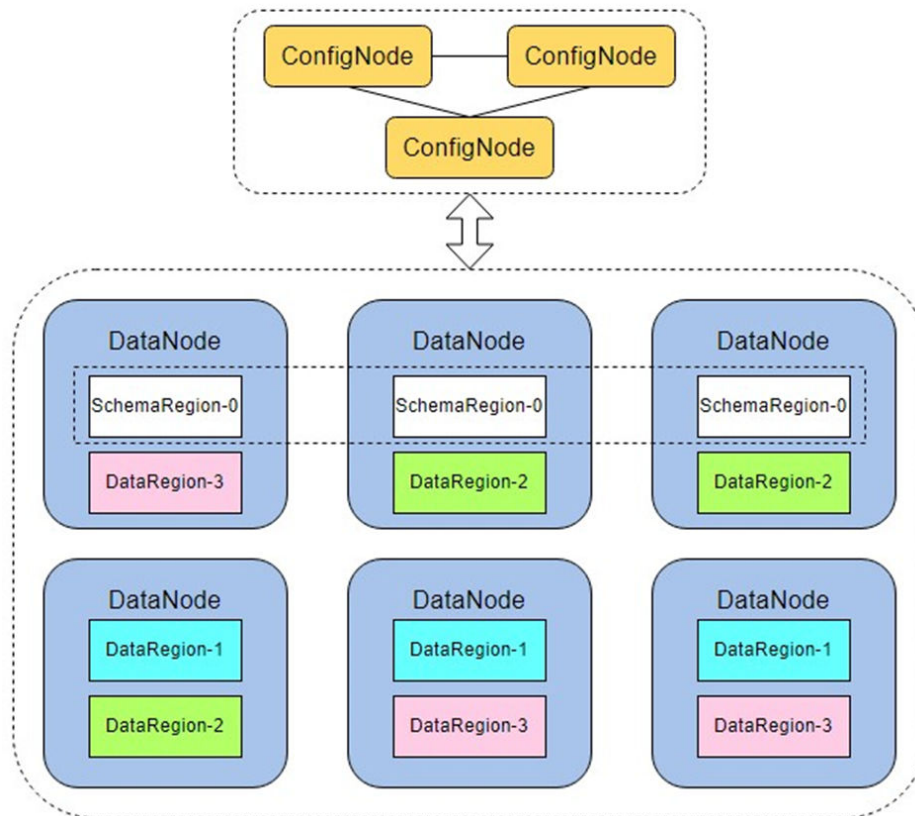 ConfigNode
ConfigNode
ConfigNode
DataNode
DataNode
DataNode
SchemaRegion-0
SchemaRegion-0
SchemaRegion-0
DataRegion-3
DataRegion-2
DataRegion-2
DataNode
DataNode
DataNode
DataRegion-1
DataRegion-1
DataRegion-1
DataRegion-2
DataRegion-3
DataRegion-3